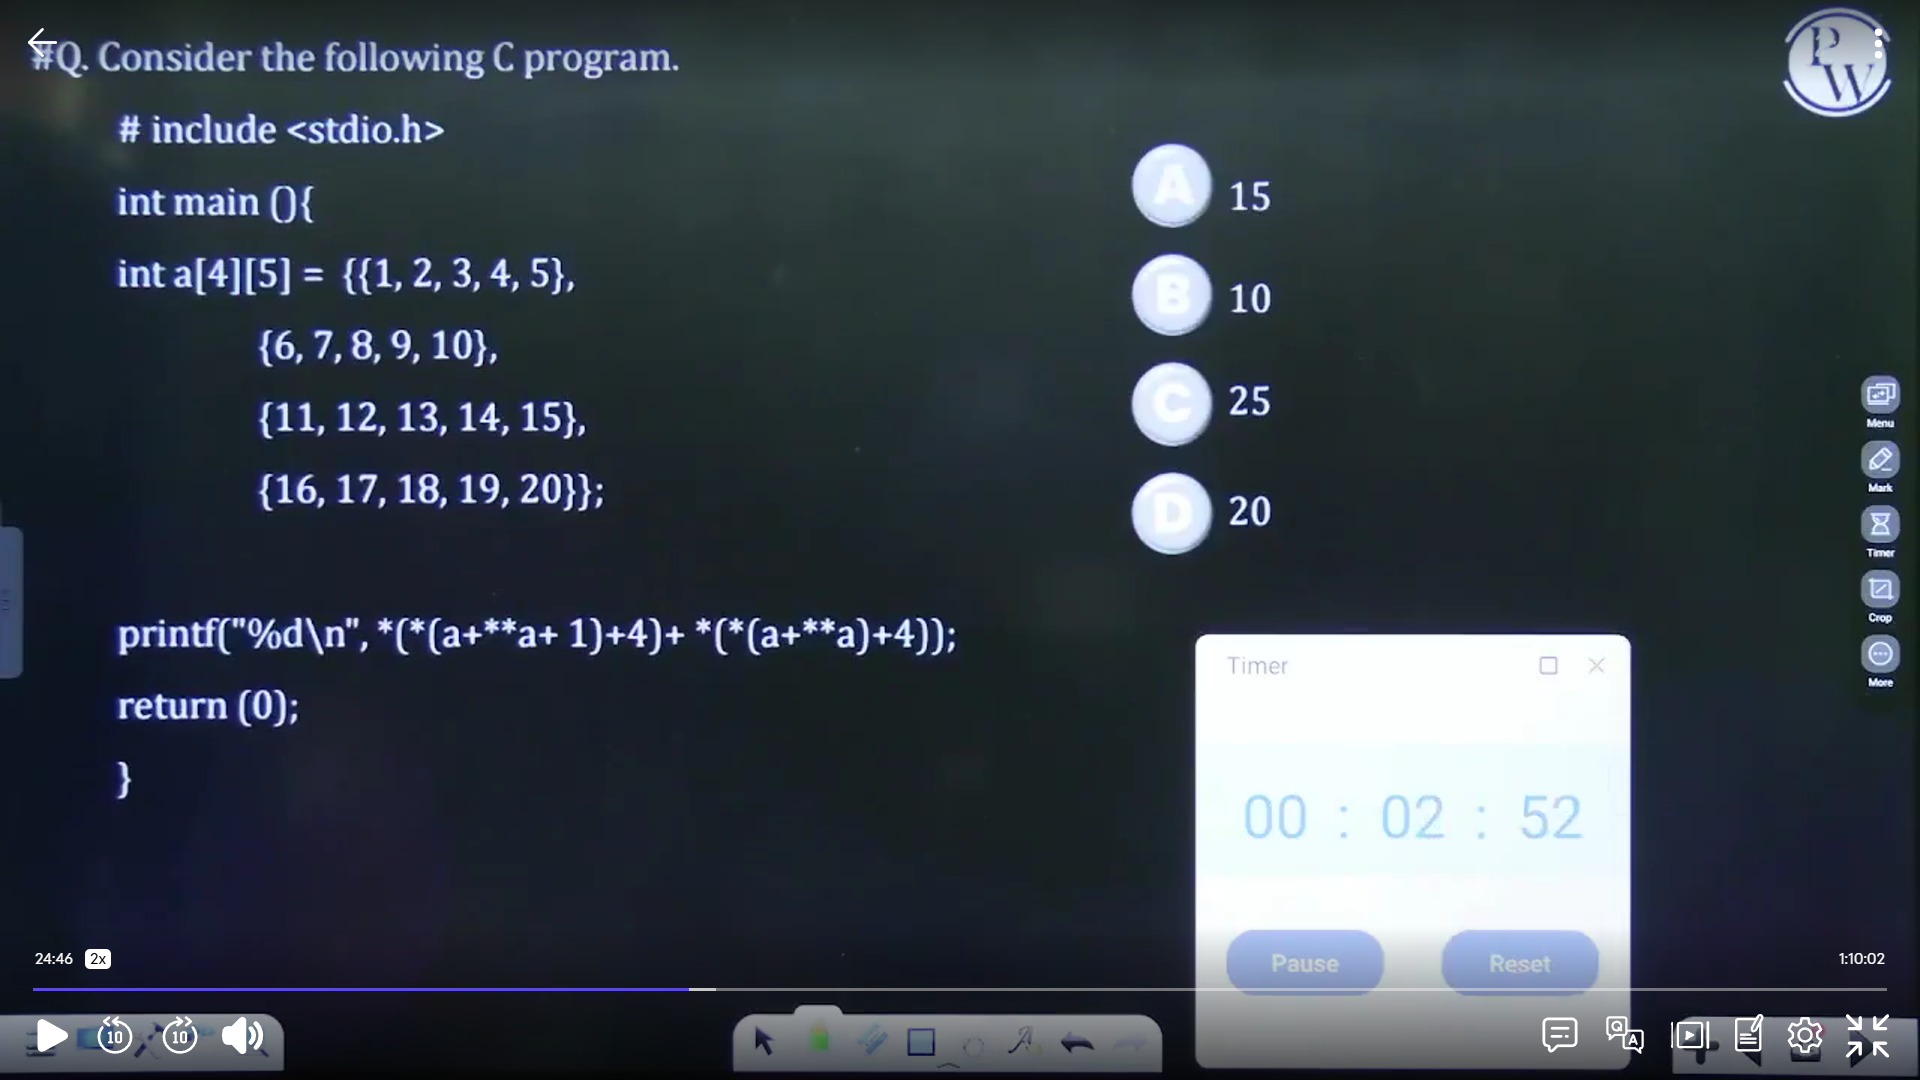 #Q. Consider the following C program.
# include <stdio.h>
int main (){
int a[4][5] = {{1, 2, 3, 4, 5},
{6, 7, 8, 9, 10},
{11, 12, 13, 14, 15},
{16, 17, 18, 19, 20}};
printf("%d\n", *(*(a+**a+ 1)+4)+ *(*(a+**a)+4));
return (0);
}
A 15
B 10
C 25
D 20
PW
Menu
Mark
Timer
Crop
More
Timer
00 : 02 : 52
Pause Reset
24:46 2x 1:10:02
10 10
Q A